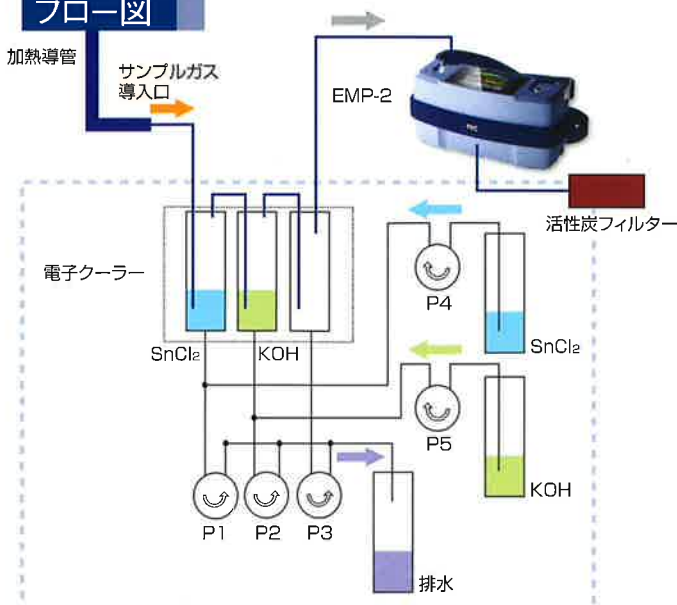 フロー図
加熱導管
サンプルガス
導入口
EMP-2
活性炭フィルター
電子クーラー
P4
SnCl₂
KOH
SnCl₂
P5
KOH
P1
P2
P3
排水